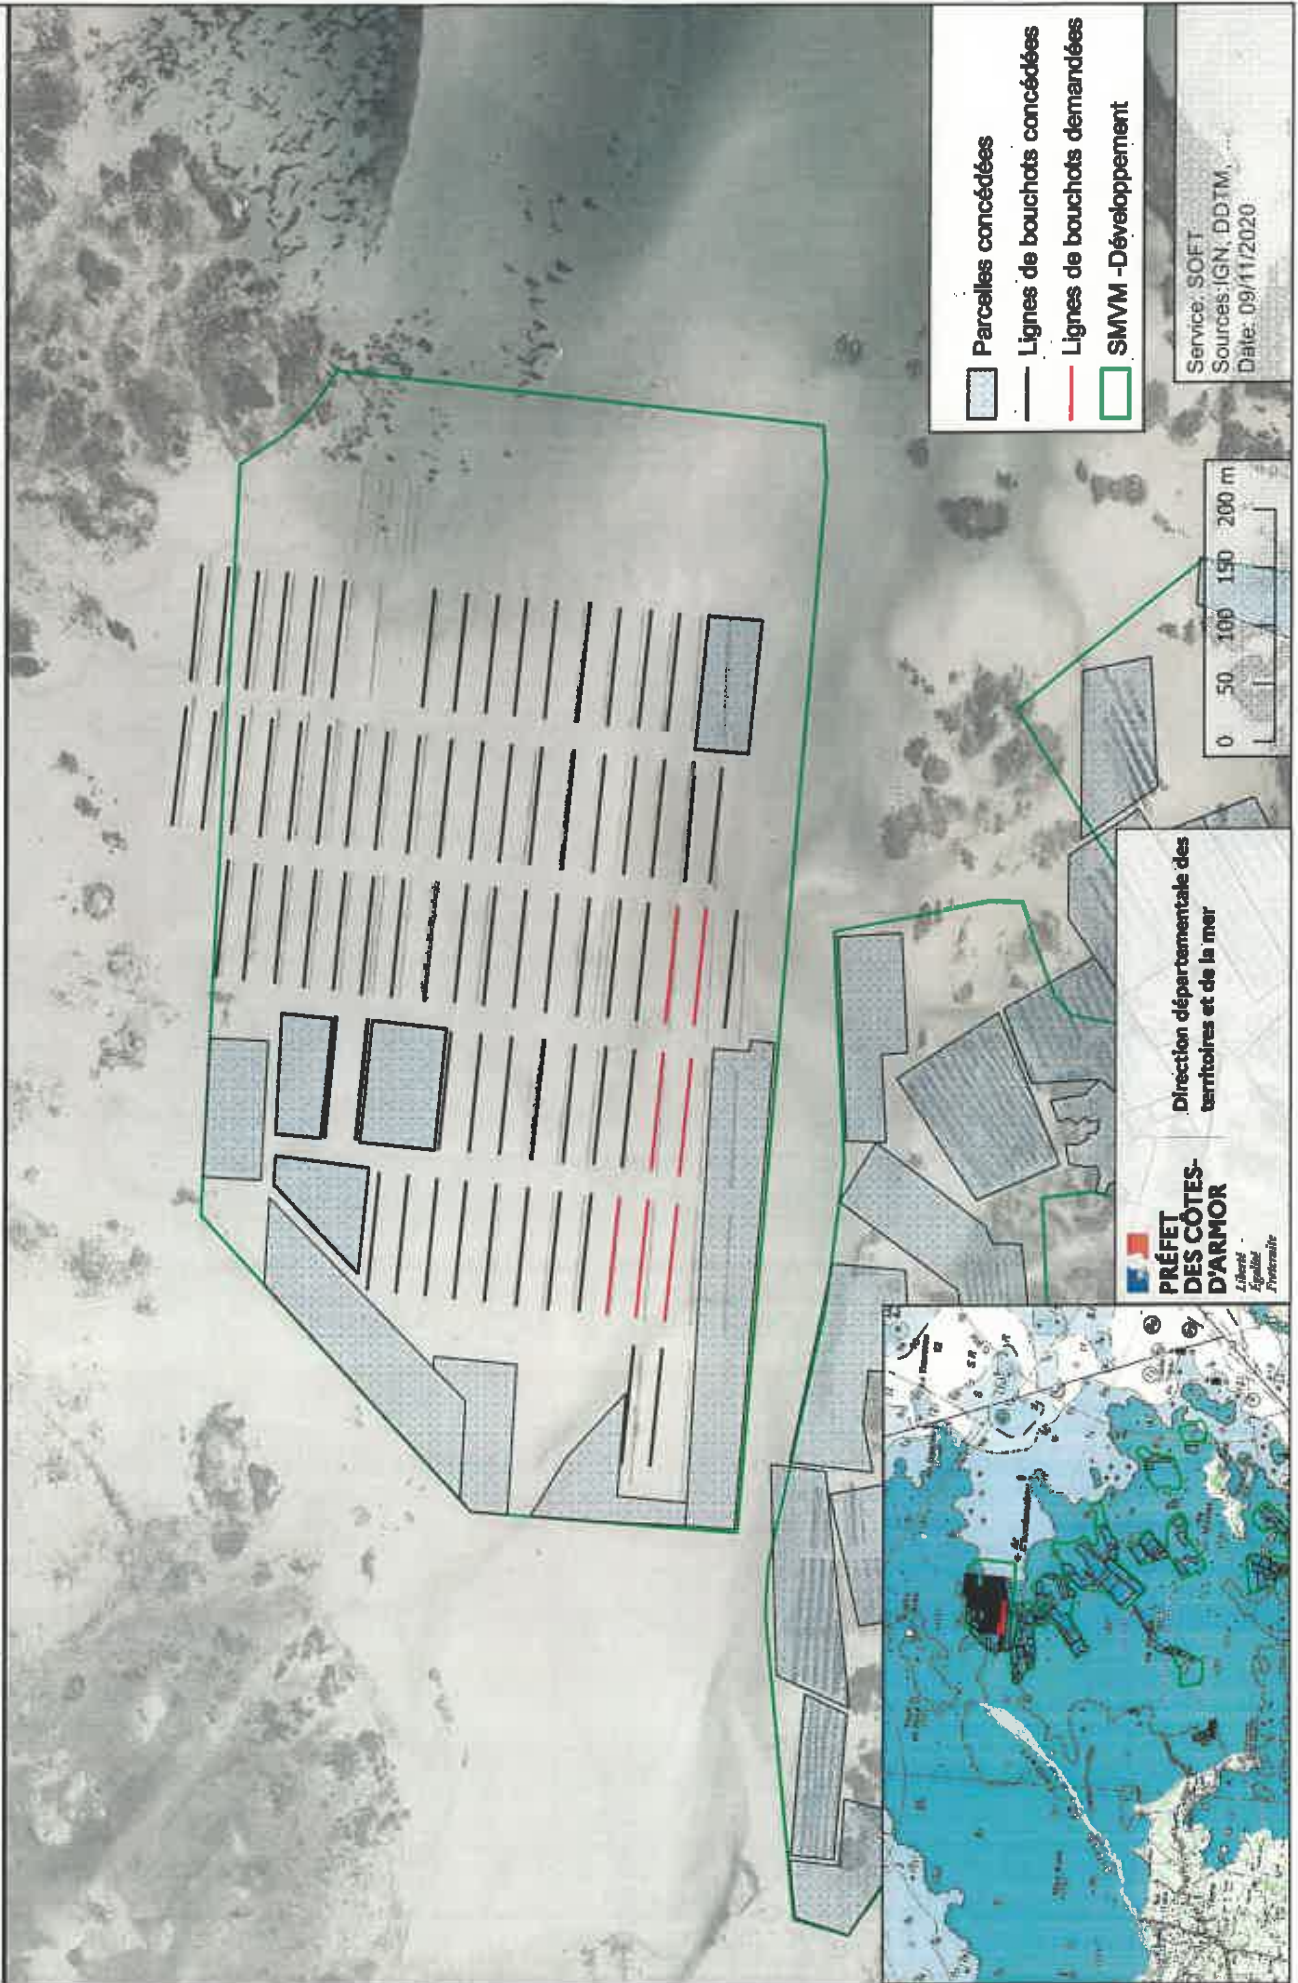 Parcelles concédées
Lignes de bouchots concédées
Lignes de bouchots demandées
SMVM -Développement
Service: SOFT
Sources:IGN, DDTM, ...
Date: 09/11/2020
0 50 100 150 200 m
PRÉFET
DES CÔTES-
D'ARMOR
Liberté
Égalité
Fraternité
Direction départementale des
territoires et de la mer